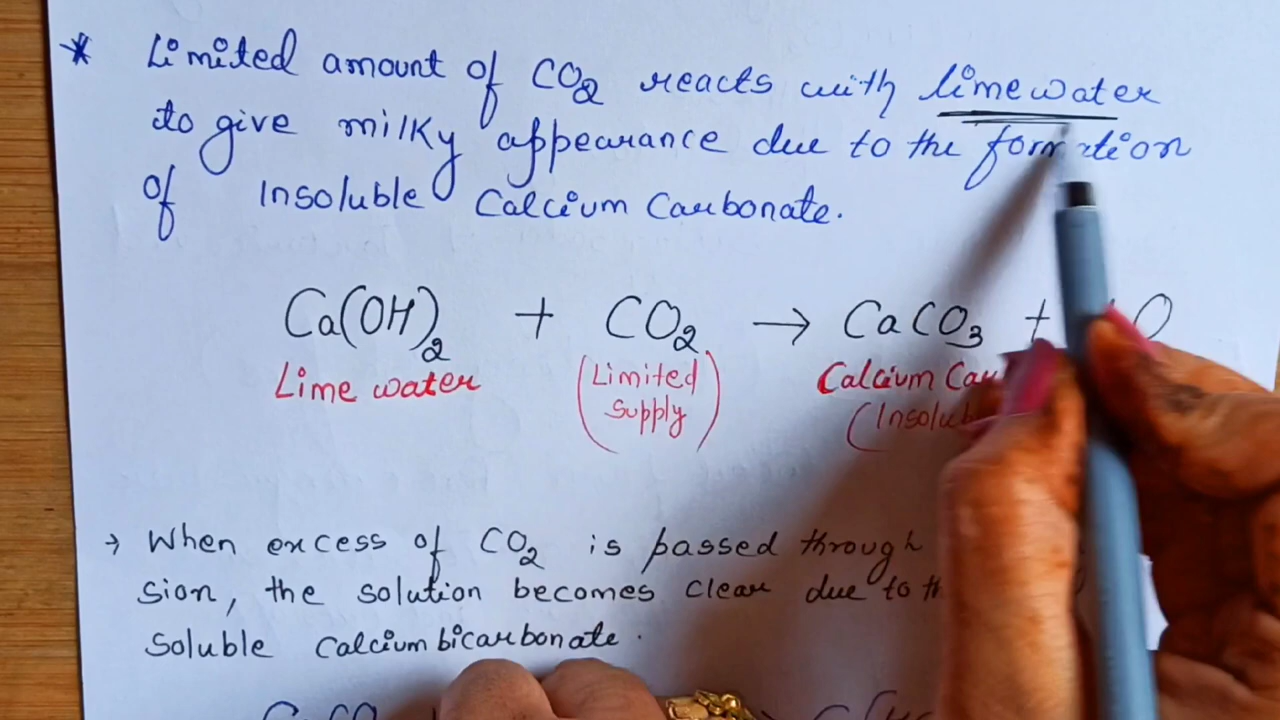 * Limited amount of CO2 reacts with limewater
to give milky appearance due to the formation
of Insoluble Calcium Carbonate.
Ca(OH)2 + CO2 → CaCO3 + O
Lime water (Limited Calcium
Supply)
→ When excess of CO2 is passed through
sion, the solution becomes clear due to
soluble calcium bicarbonate.